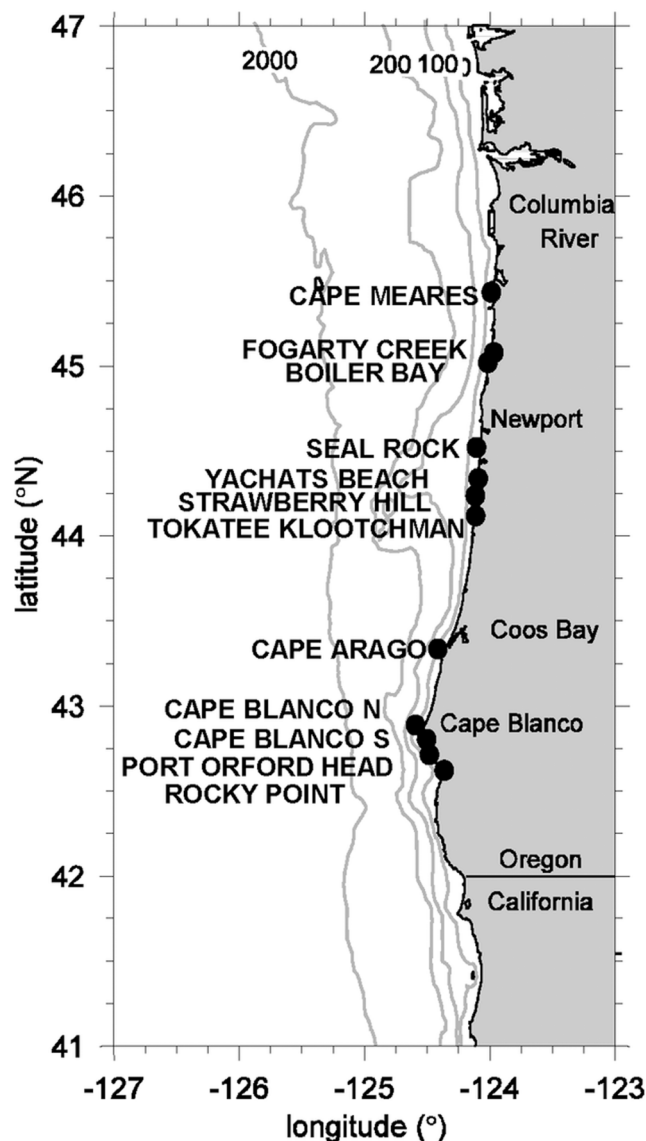 47
2000
200 100
46
Columbia
River
CAPE MEARES
FOGARTY CREEK
45
BOILER BAY
Newport
SEAL ROCK
YACHATS BEACH
STRAWBERRY HILL
44
TOKATEE KLOOTCHMAN
Coos Bay
CAPE ARAGO
43
CAPE BLANCO N
Cape Blanco
CAPE BLANCO S
PORT ORFORD HEAD
ROCKY POINT
42
Oregon
California
41
-127 -126 -125 -124 -123
latitude (°N)
longitude (°)